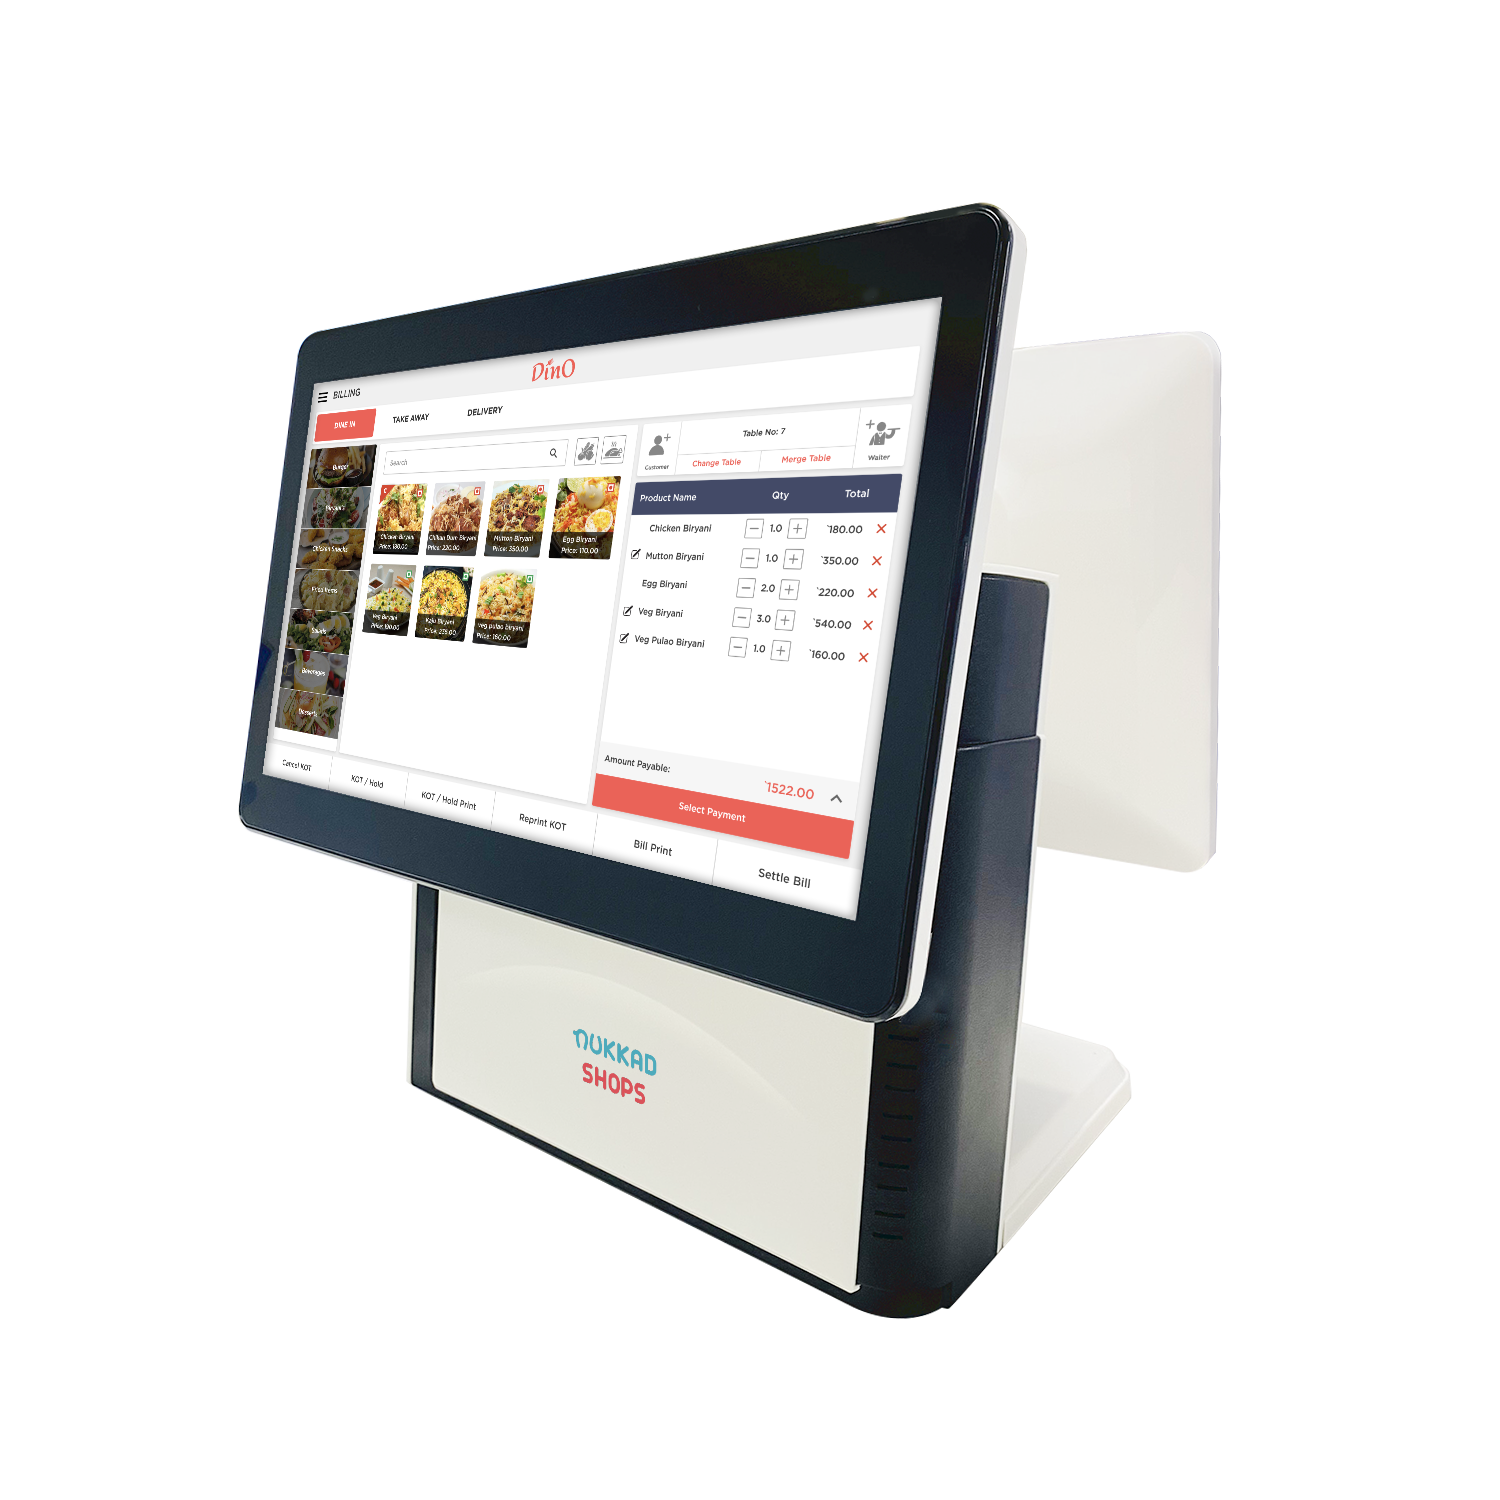 DinO
BILLING
DINE IN
TAKE AWAY
DELIVERY
Burger
Biryani's
Chicken Snacks
Fried Items
Salads
Beverages
Desserts
Search
Chicken Biryani
Price: 180.00
Chikan Dum Biryani
Price: 220.00
Mutton Biryani
Price: 350.00
Egg Biryani
Price: 110.00
Veg Biryani
Kaju Biryani
Price: 235.00
veg pulao biryani
Price: 160.00
Customer
Table No: 7
Change Table
Merge Table
Waiter
Product Name Qty Total
Chicken Biryani 1.0 `180.00
Mutton Biryani 1.0 `350.00
Egg Biryani 2.0 `220.00
Veg Biryani 3.0 `540.00
Veg Pulao Biryani 1.0 `160.00
Amount Payable:
`1522.00
Select Payment
Cancel KOT
KOT / Hold
KOT / Hold Print
Reprint KOT
Bill Print
Settle Bill
NUKKAD
SHOPS